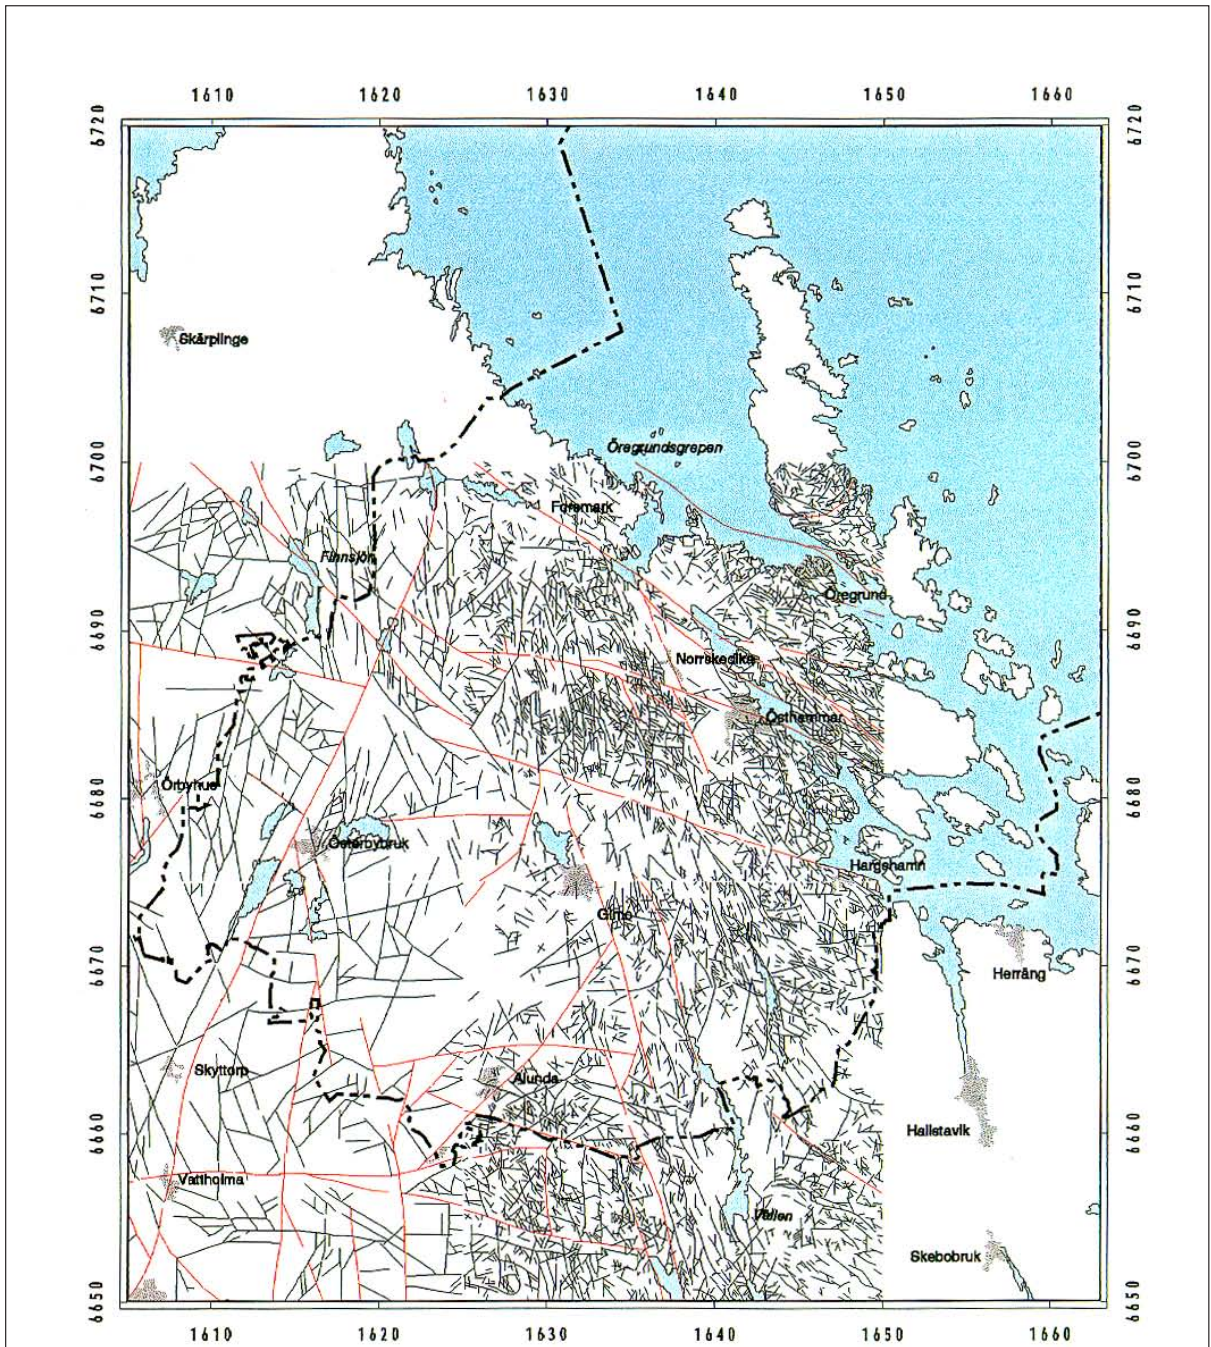 1610 1620 1630 1640 1650 1660
6720 6720
6710 6710
Skärplinge
Öregrundsgrepen
6700 6700
Forsmark
Finnsjön
Öregrund
6690 6690
Norrskedika
Östhammar
Örbyhus
6680 6680
Österbybruk
Hargshamn
Gimo
6670 6670
Herräng
Skyttorp
Alunda
6660 6660
Hallstavik
Vattholma
Vällen
Skebobruk
6650 6650
1610 1620 1630 1640 1650 1660